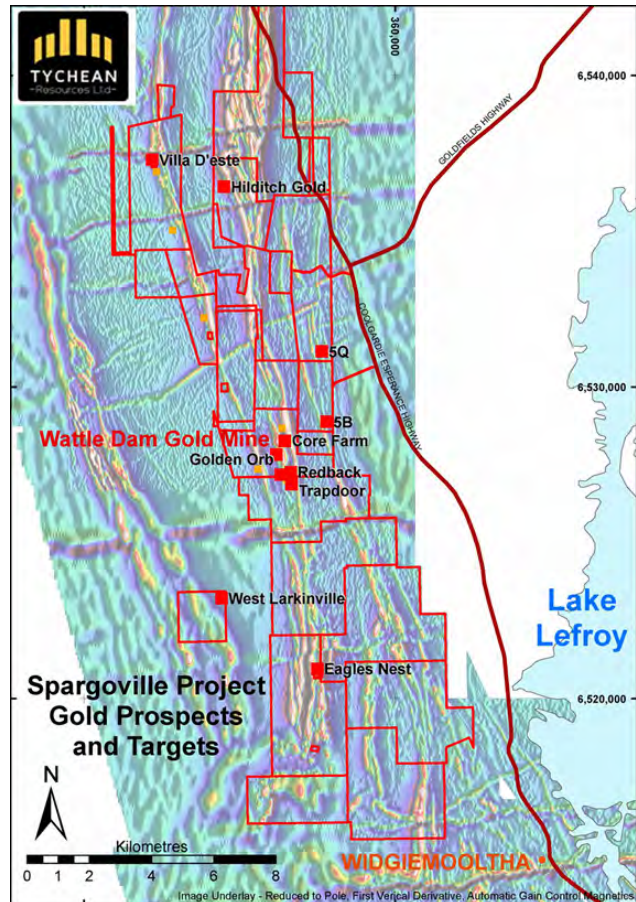 TYCHEAN
Resources Ltd
360,000
6,540,000
GOLDFIELDS HIGHWAY
Villa D'este
Hilditch Gold
COOLGARDIE ESPERANCE HIGHWAY
5Q
6,530,000
5B
Wattle Dam Gold Mine
Core Farm
Golden Orb
Redback
Trapdoor
West Larkinville
Lake
Lefroy
Eagles Nest
Spargoville Project
Gold Prospects
and Targets
6,520,000
N
Kilometres
0 1 2 4 6 8
WIDGIEMOOLTHA
Image Underlay - Reduced to Pole, First Verical Derivative, Automatic Gain Control Magnetics